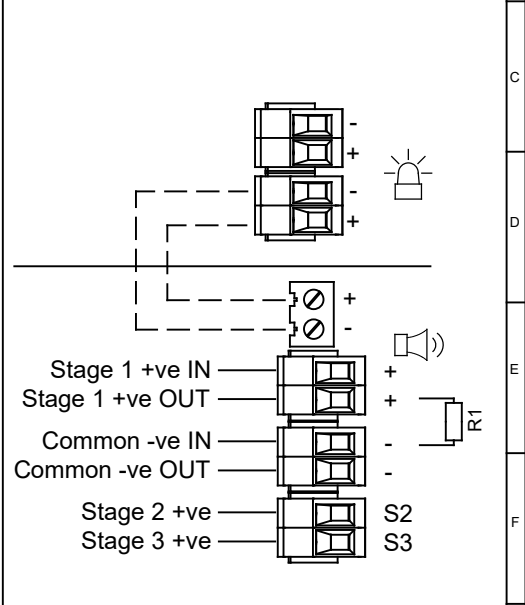 C
-
+
-
+
D
+
-
E
Stage 1 +ve IN +
Stage 1 +ve OUT +
R1
Common -ve IN -
Common -ve OUT -
Stage 2 +ve S2
F
Stage 3 +ve S3